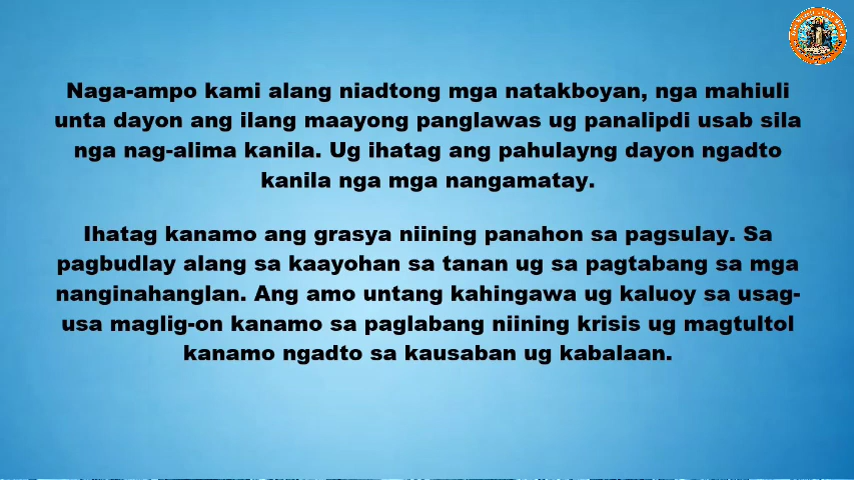 Naga-ampo kami alang niadtong mga natakboyan, nga mahiuli
unta dayon ang ilang maayong panglawas ug panalipdi usab sila
nga nag-alima kanila. Ug ihatag ang pahulayng dayon ngadto
kanila nga mga nangamatay.
Ihatag kanamo ang grasya niining panahon sa pagsulay. Sa
pagbudlay alang sa kaayohan sa tanan ug sa pagtabang sa mga
nanginahanglan. Ang amo untang kahingawa ug kaluoy sa usag-
usa maglig-on kanamo sa paglabang niining krisis ug magtultol
kanamo ngadto sa kausaban ug kabalaan.